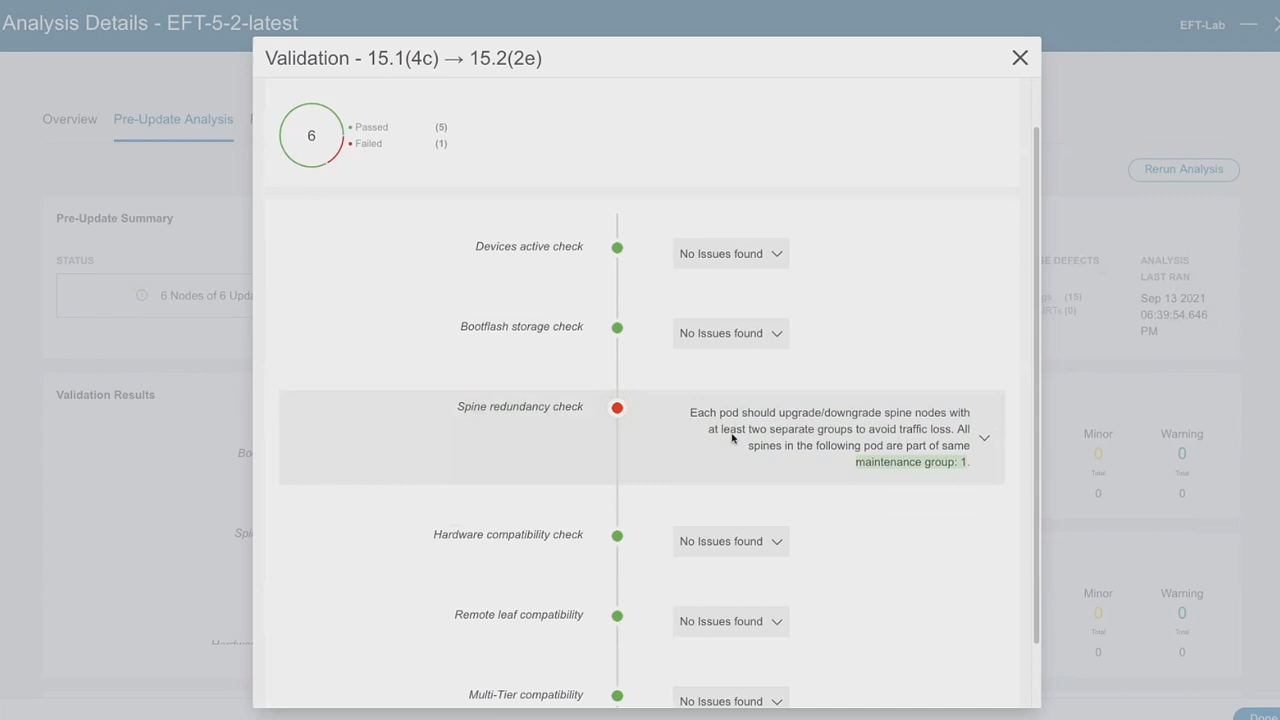 Analysis Details - EFT-5-2-latest
EFT-Lab
Validation - 15.1(4c) → 15.2(2e)
6
Passed (5)
Failed (1)
Overview
Pre-Update Analysis
Rerun Analysis
Pre-Update Summary
STATUS
6 Nodes of 6
DEFECTS
ANALYSIS
LAST RAN
(15)
(0)
Sep 13 2021
06:39:54.646
PM
Devices active check
No Issues found
Bootflash storage check
No Issues found
Validation Results
Spine redundancy check
Each pod should upgrade/downgrade spine nodes with
at least two separate groups to avoid traffic loss. All
spines in the following pod are part of same
maintenance group: 1.
Minor
Warning
0
0
Total
Total
0
0
Hardware compatibility check
No Issues found
Remote leaf compatibility
No Issues found
Minor
Warning
0
0
Total
Total
0
0
Multi-Tier compatibility
No Issues found
Done